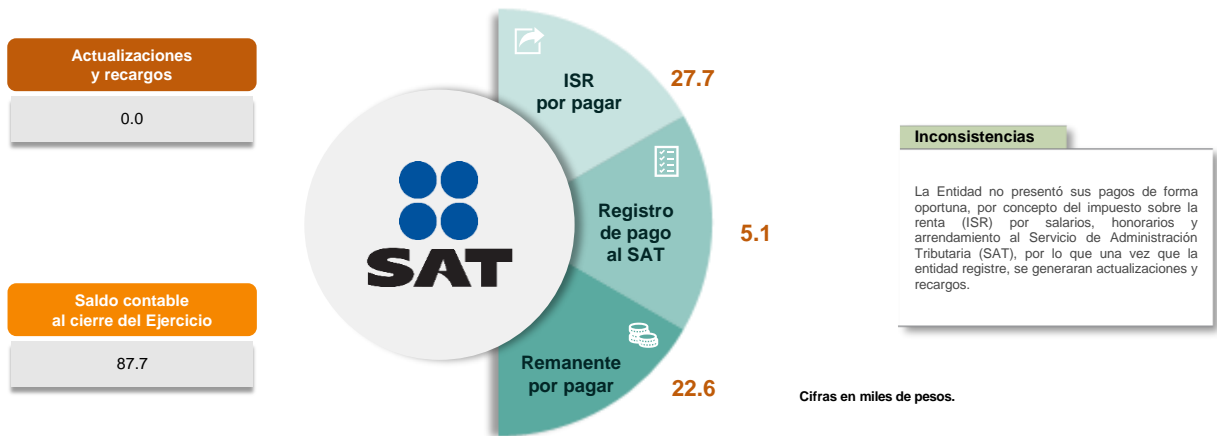 Actualizaciones
y recargos
0.0
Saldo contable
al cierre del Ejercicio
87.7
SAT
ISR
por pagar
27.7
Registro
de pago
al SAT
5.1
Remanente
por pagar
22.6
Inconsistencias
La Entidad no presentó sus pagos de forma
oportuna, por concepto del impuesto sobre la
renta (ISR) por salarios, honorarios y
arrendamiento al Servicio de Administración
Tributaria (SAT), por lo que una vez que la
entidad registre, se generaran actualizaciones y
recargos.
Cifras en miles de pesos.